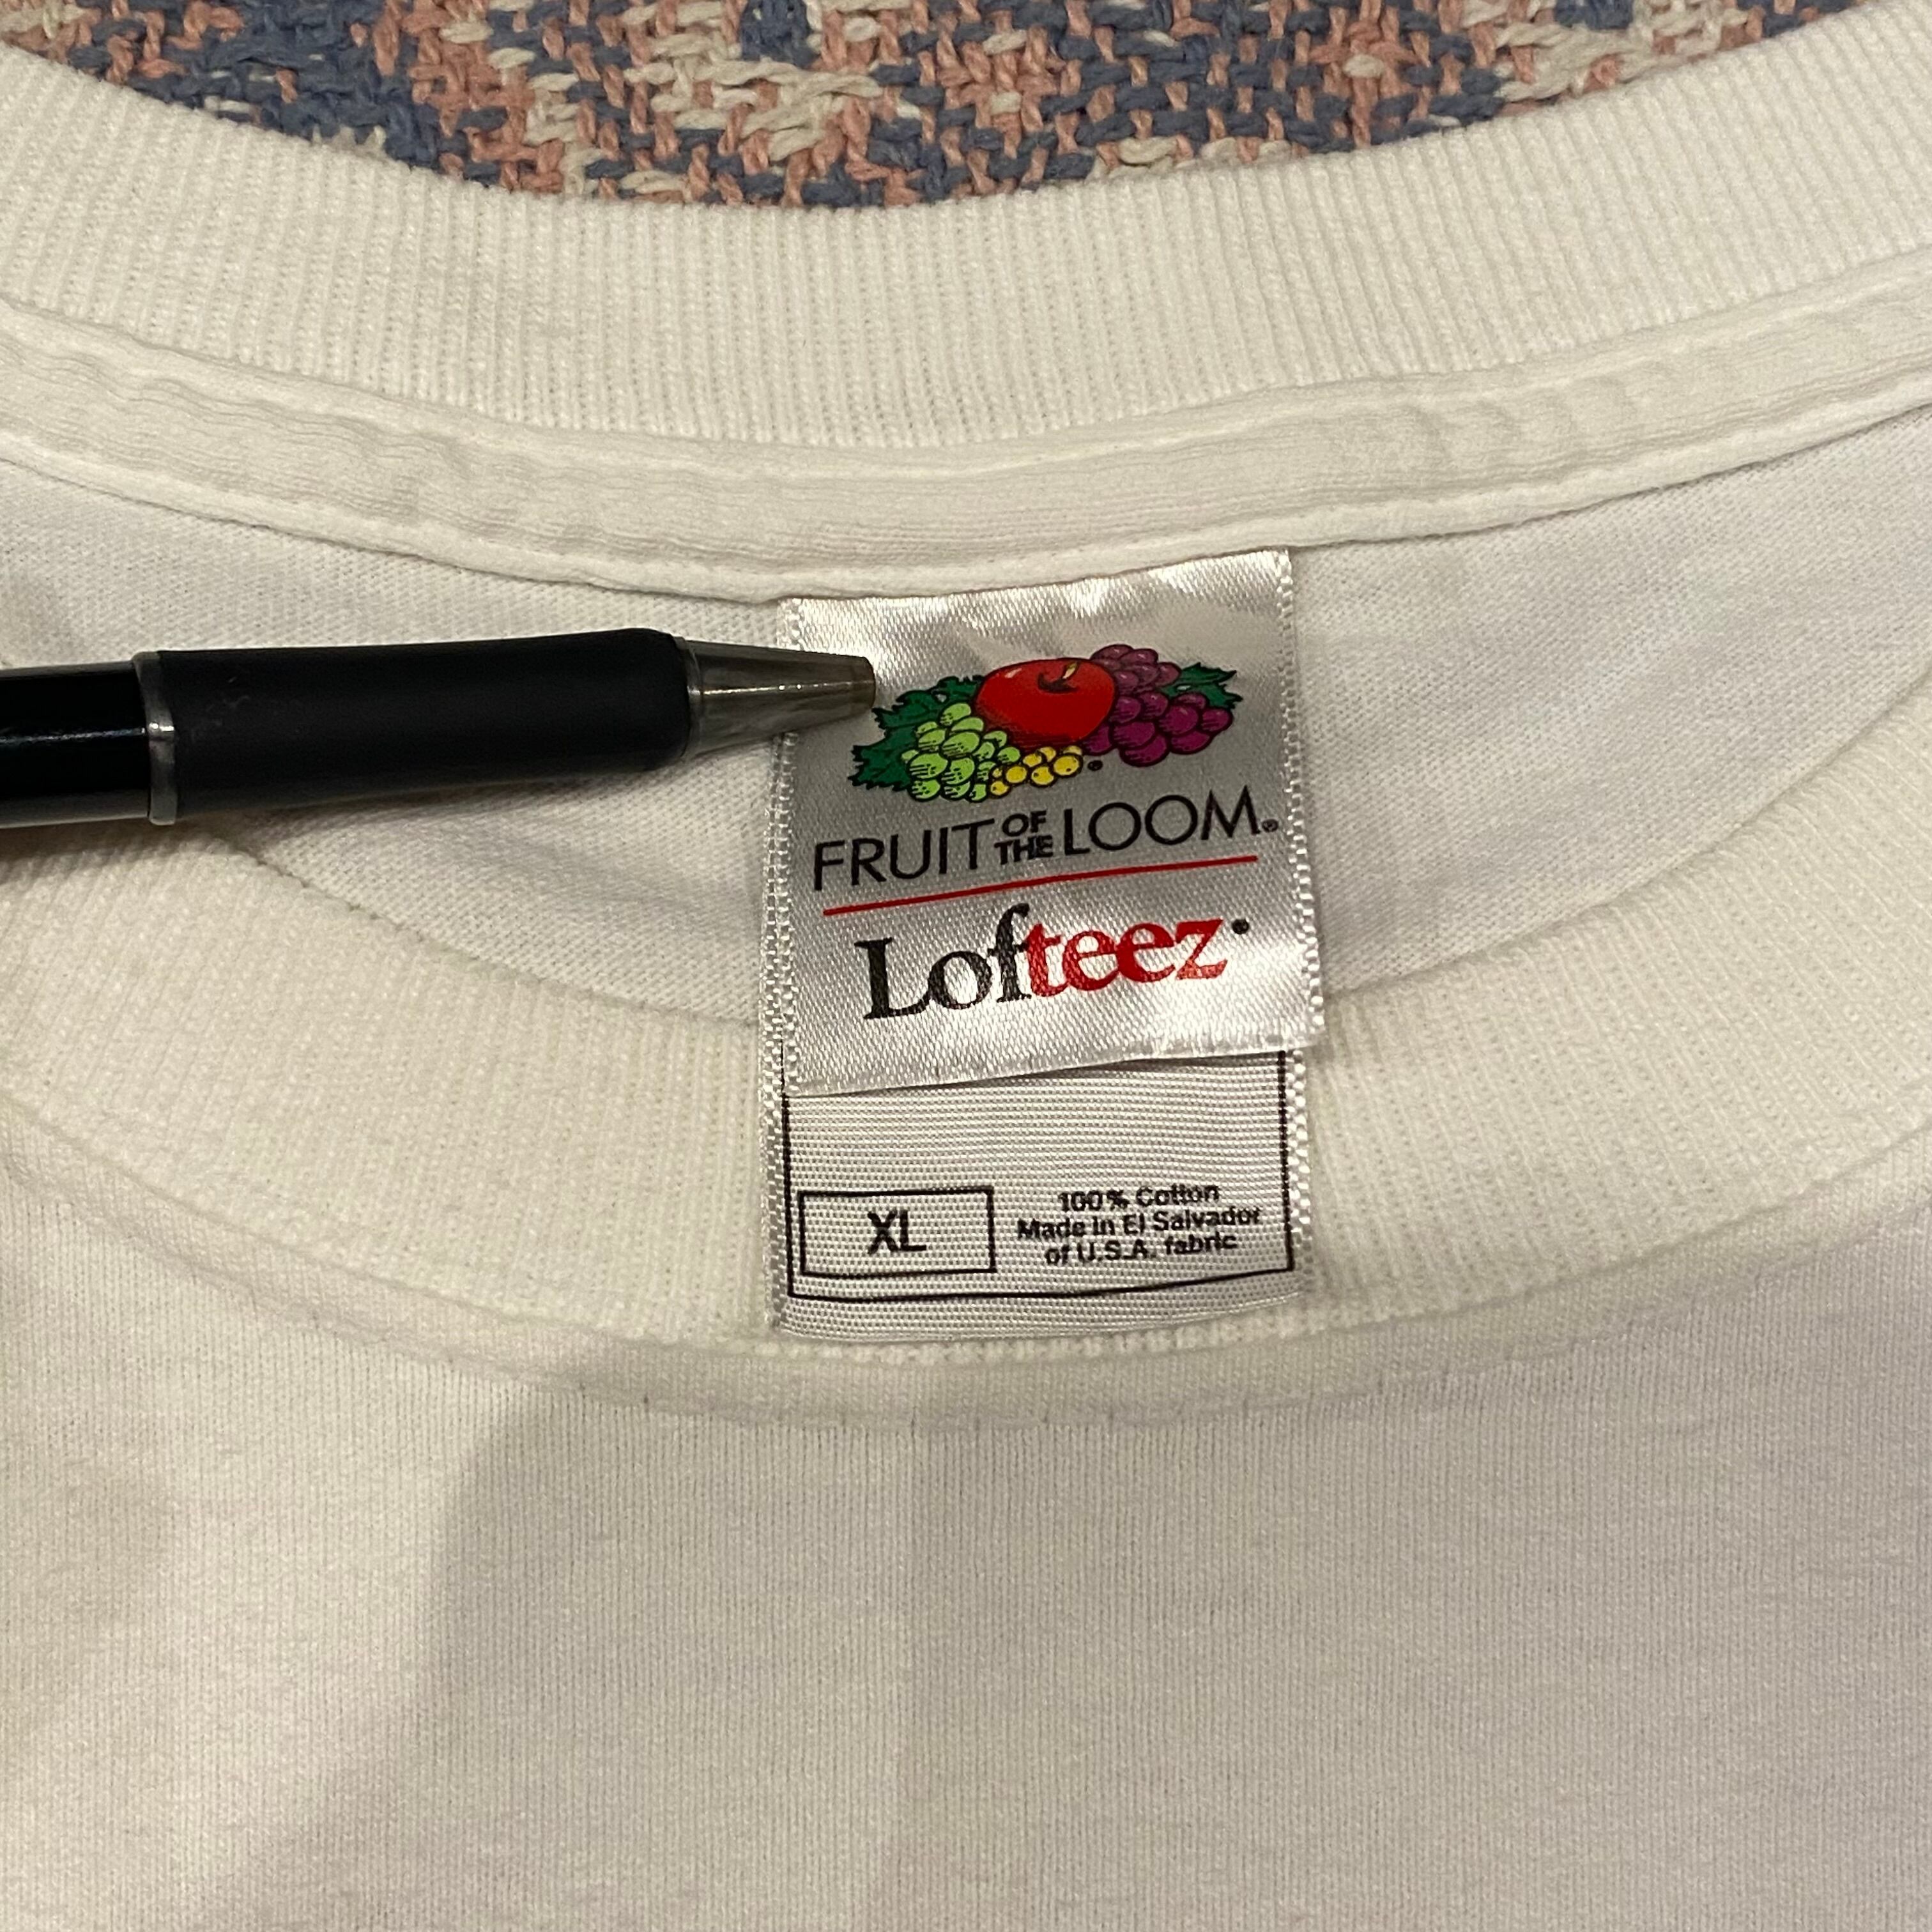 FRUIT OF THE LOOM®
Lofteez
XL
100% Cotton
Made in El Salvador
of U.S.A. fabric